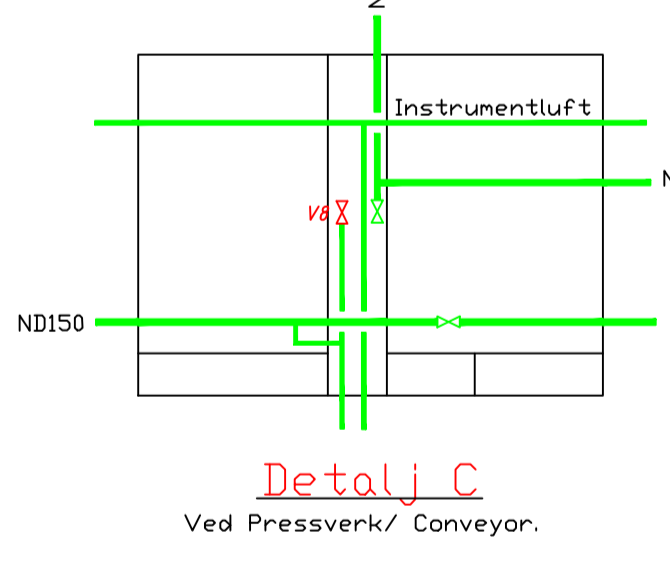 Instrumentluft
V8
ND150
Detalj C
Ved Pressverk/ Conveyor.